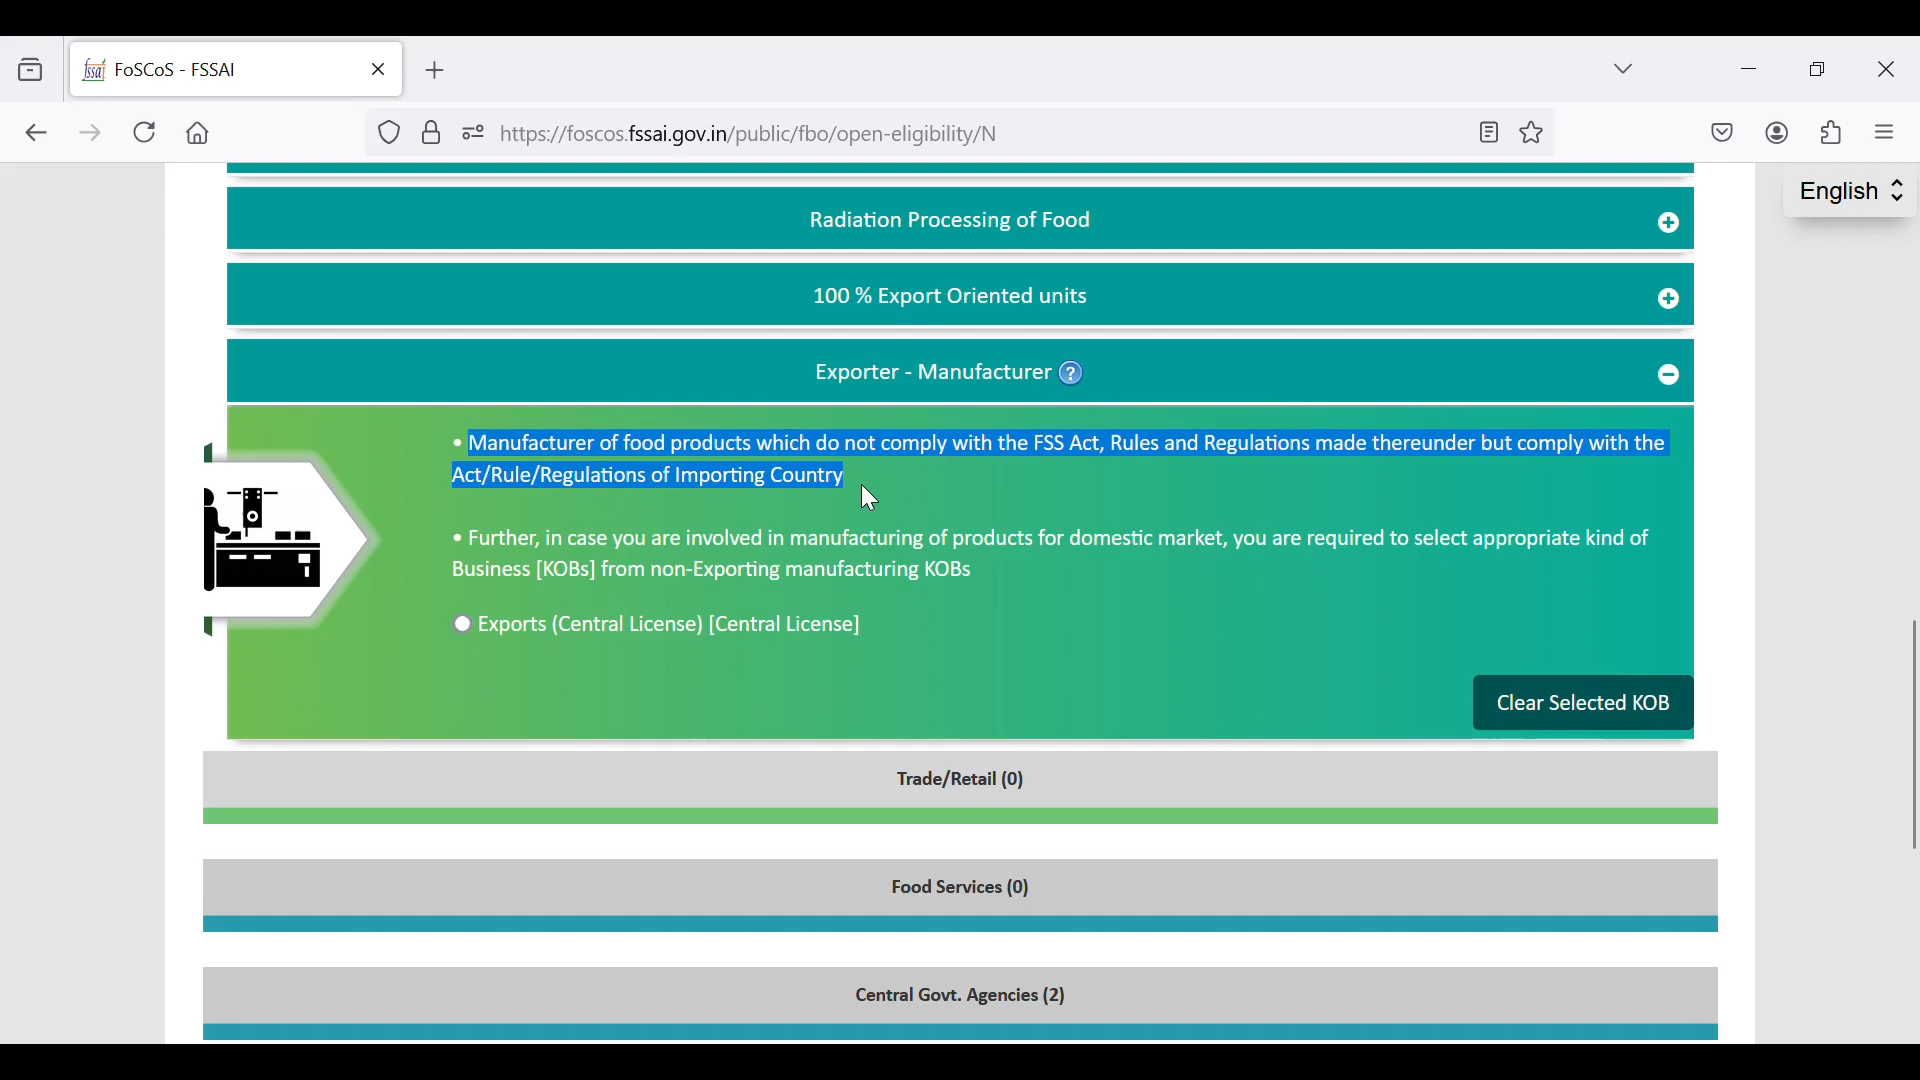 FoSCoS - FSSAI
https://foscos.fssai.gov.in/public/fbo/open-eligibility/N
English
Radiation Processing of Food
100 % Export Oriented units
Exporter - Manufacturer ?
• Manufacturer of food products which do not comply with the FSS Act, Rules and Regulations made thereunder but comply with the
Act/Rule/Regulations of Importing Country
• Further, in case you are involved in manufacturing of products for domestic market, you are required to select appropriate kind of
Business [KOBs] from non-Exporting manufacturing KOBs
Exports (Central License) [Central License]
Clear Selected KOB
Trade/Retail (0)
Food Services (0)
Central Govt. Agencies (2)